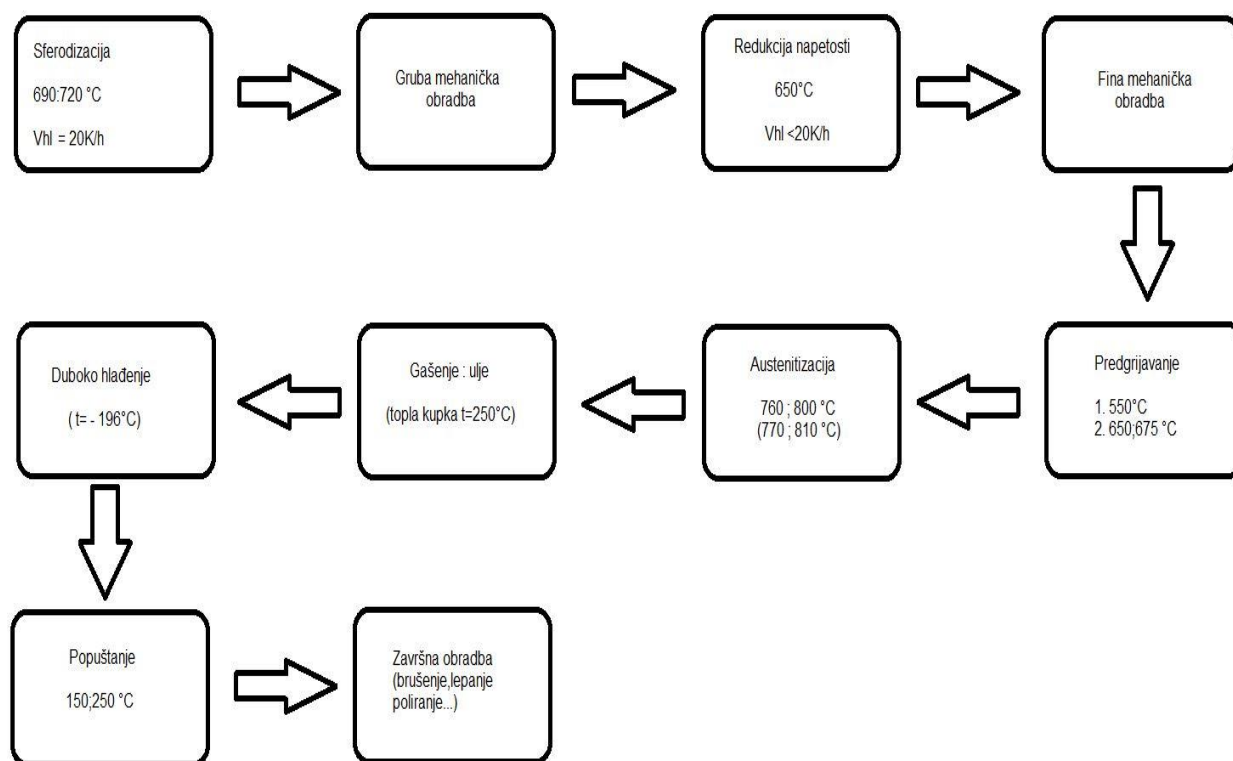 Sferodizacija
690:720 °C
Vhl = 20K/h
Gruba mehanička
obradba
Redukcija napetosti
650°C
Vhl <20K/h
Fina mehanička
obradba
Predgrijavanje
1. 550°C
2. 650;675 °C
Austenitizacija
760 ; 800 °C
(770 ; 810 °C)
Gašenje : ulje
(topla kupka t=250°C)
Duboko hlađenje
( t= - 196°C)
Popuštanje
150;250 °C
Završna obradba
(brušenje,lepanje
poliranje...)